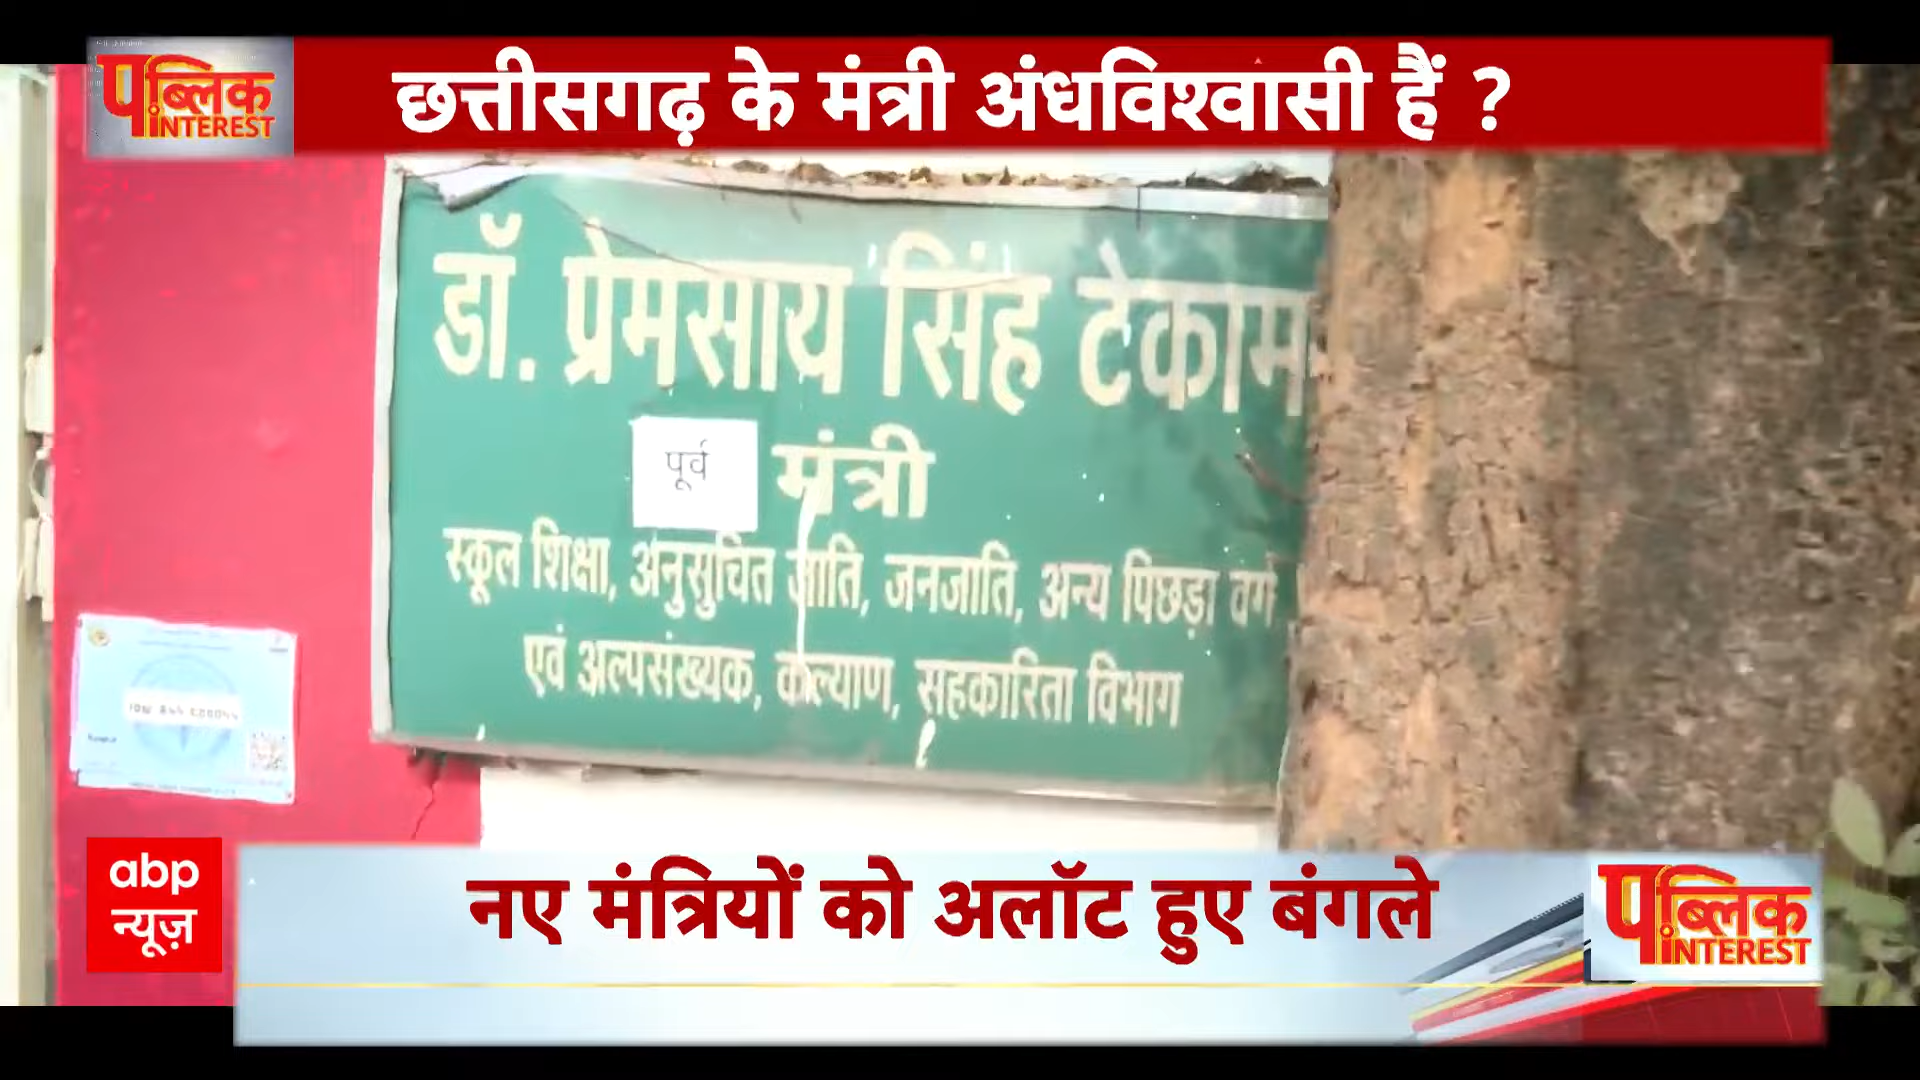 पब्लिक
INTEREST
छत्तीसगढ़ के मंत्री अंधविश्वासी हैं ?
डॉ. प्रेमसाय सिंह टेकाम
पूर्व मंत्री
स्कूल शिक्षा, अनुसुचित जाति, जनजाति, अन्य पिछड़ा वर्ग
एवं अल्पसंख्यक, कल्याण, सहकारिता विभाग
abp
न्यूज़
नए मंत्रियों को अलॉट हुए बंगले
पब्लिक
INTEREST